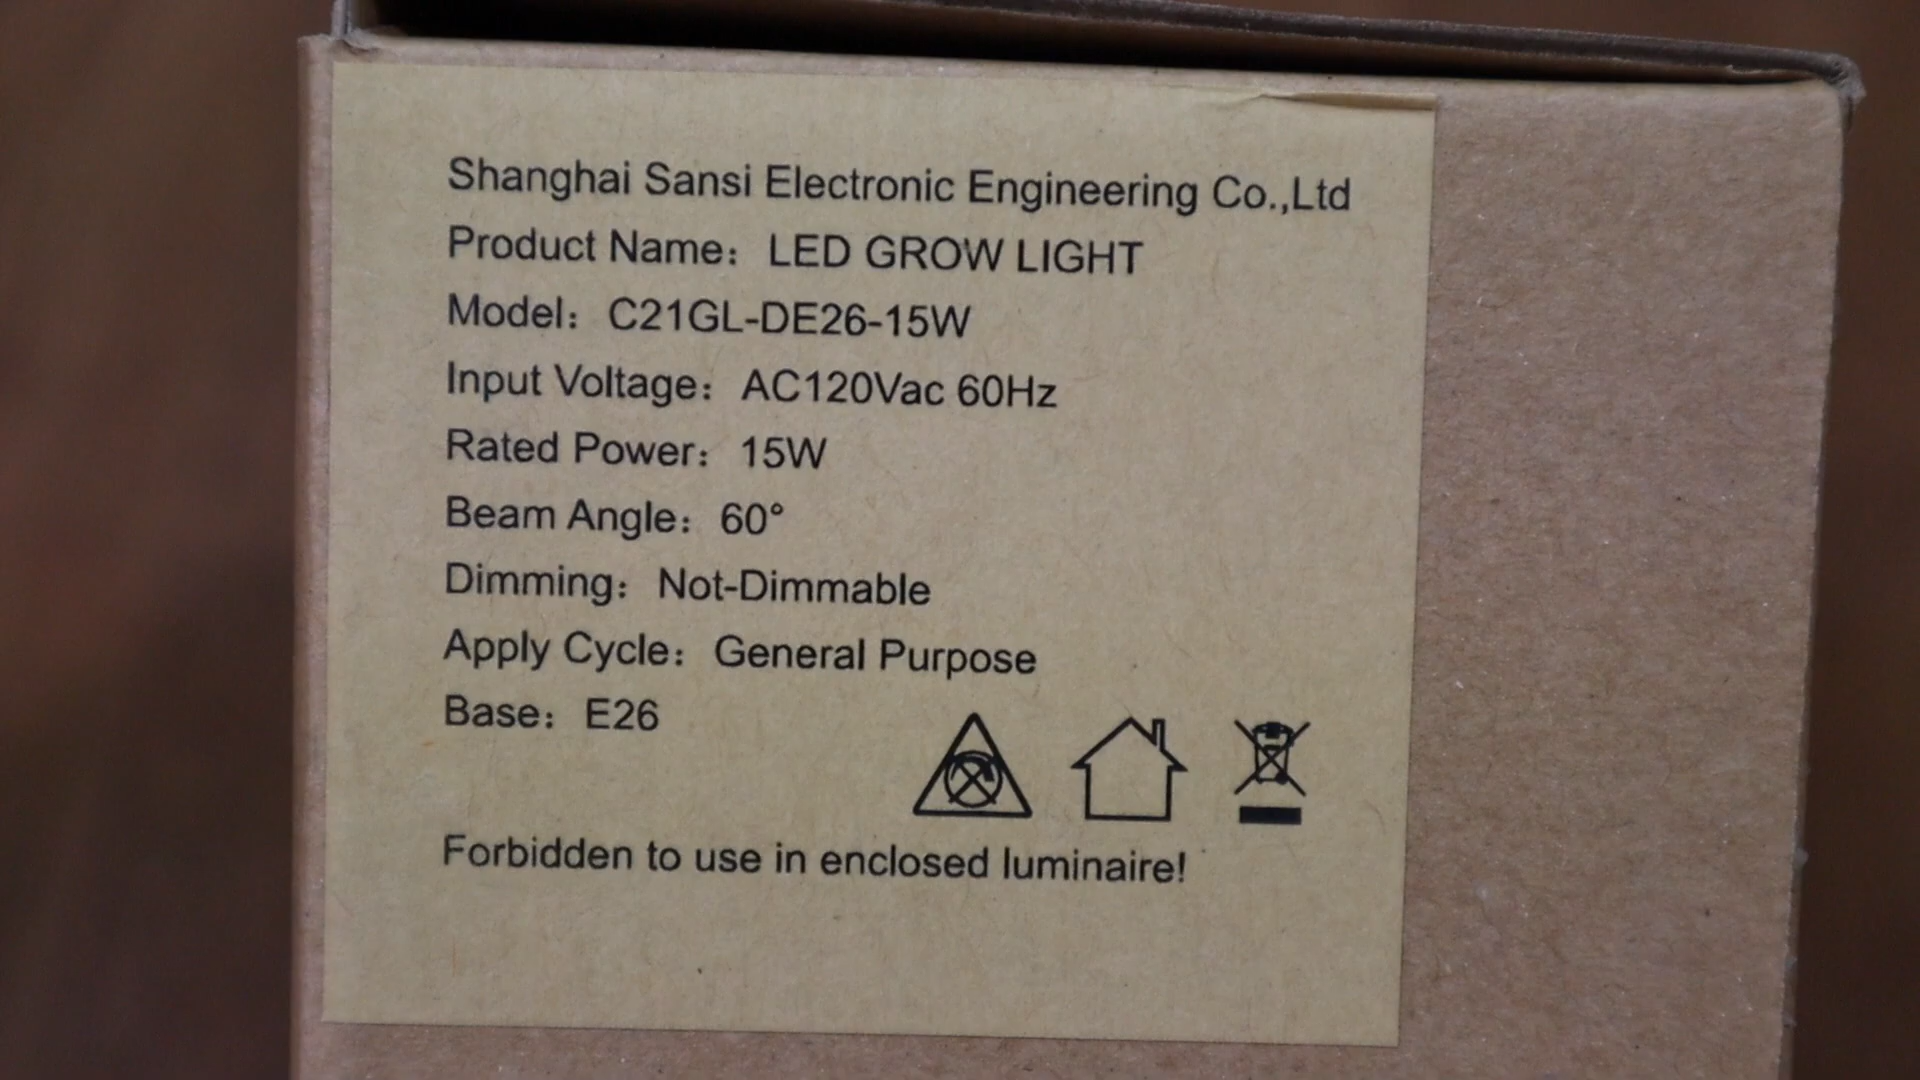 Shanghai Sansi Electronic Engineering Co.,Ltd
Product Name: LED GROW LIGHT
Model: C21GL-DE26-15W
Input Voltage: AC120Vac 60Hz
Rated Power: 15W
Beam Angle: 60°
Dimming: Not-Dimmable
Apply Cycle: General Purpose
Base: E26
Forbidden to use in enclosed luminaire!